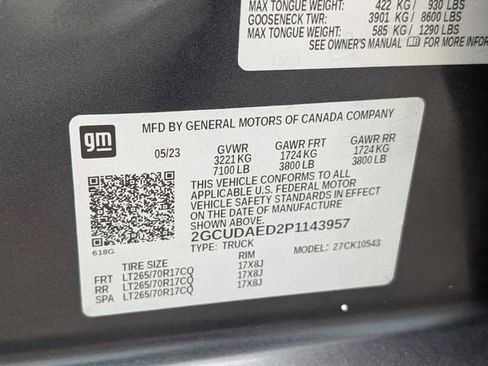 MAX TONGUE WEIGHT: 422 KG / 930 LBS
GOOSENECK TWR: 3901 KG / 8600 LBS
MAX TONGUE WEIGHT: 585 KG / 1290 LBS
SEE OWNER'S MANUAL FOR MORE INFORMATION
gm
MFD BY GENERAL MOTORS OF CANADA COMPANY
05/23 GVWR GAWR FRT GAWR RR
3221 KG 1724 KG 1724 KG
7100 LB 3800 LB 3800 LB
THIS VEHICLE CONFORMS TO ALL
APPLICABLE U.S. FEDERAL MOTOR
VEHICLE SAFETY STANDARDS IN EFFECT
ON THE DATE OF MANUFACTURE
SHOWN ABOVE.
2GCUDAED2P1143957
TYPE: TRUCK MODEL: 27CK10543
618G
TIRE SIZE RIM
FRT LT265/70R17CQ 17X8J
RR LT265/70R17CQ 17X8J
SPA LT265/70R17CQ 17X8J